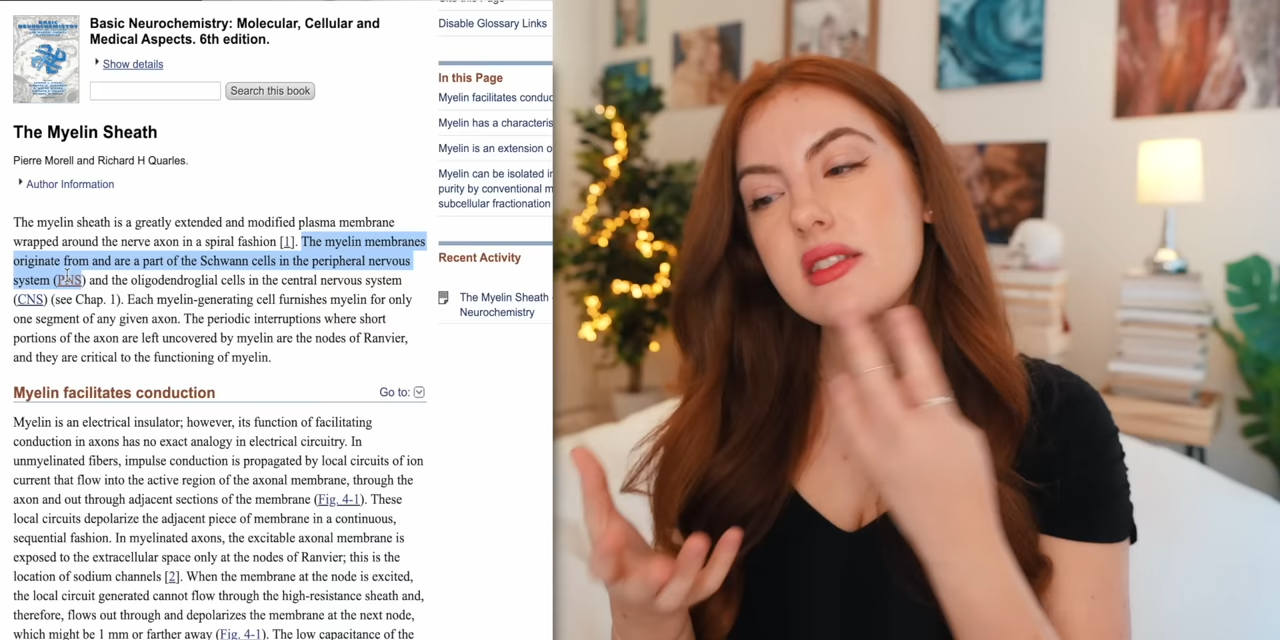 Basic Neurochemistry: Molecular, Cellular and
Medical Aspects. 6th edition.
Show details
Search this book
The Myelin Sheath
Pierre Morell and Richard H Quarles.
Author Information
The myelin sheath is a greatly extended and modified plasma membrane
wrapped around the nerve axon in a spiral fashion [1]. The myelin membranes
originate from and are a part of the Schwann cells in the peripheral nervous
system (PNS) and the oligodendroglial cells in the central nervous system
(CNS) (see Chap. 1). Each myelin-generating cell furnishes myelin for only
one segment of any given axon. The periodic interruptions where short
portions of the axon are left uncovered by myelin are the nodes of Ranvier,
and they are critical to the functioning of myelin.
Myelin facilitates conduction
Go to:
Myelin is an electrical insulator; however, its function of facilitating
conduction in axons has no exact analogy in electrical circuitry. In
unmyelinated fibers, impulse conduction is propagated by local circuits of ion
current that flow into the active region of the axonal membrane, through the
axon and out through adjacent sections of the membrane (Fig. 4-1). These
local circuits depolarize the adjacent piece of membrane in a continuous,
sequential fashion. In myelinated axons, the excitable axonal membrane is
exposed to the extracellular space only at the nodes of Ranvier; this is the
location of sodium channels [2]. When the membrane at the node is excited,
the local circuit generated cannot flow through the high-resistance sheath and,
therefore, flows out through and depolarizes the membrane at the next node,
which might be 1 mm or farther away (Fig. 4-1). The low capacitance of the
Disable Glossary Links
In this Page
Myelin facilitates conduc
Myelin has a characteris
Myelin is an extension o
Myelin can be isolated in
purity by conventional m
subcellular fractionation
Recent Activity
The Myelin Sheath
Neurochemistry